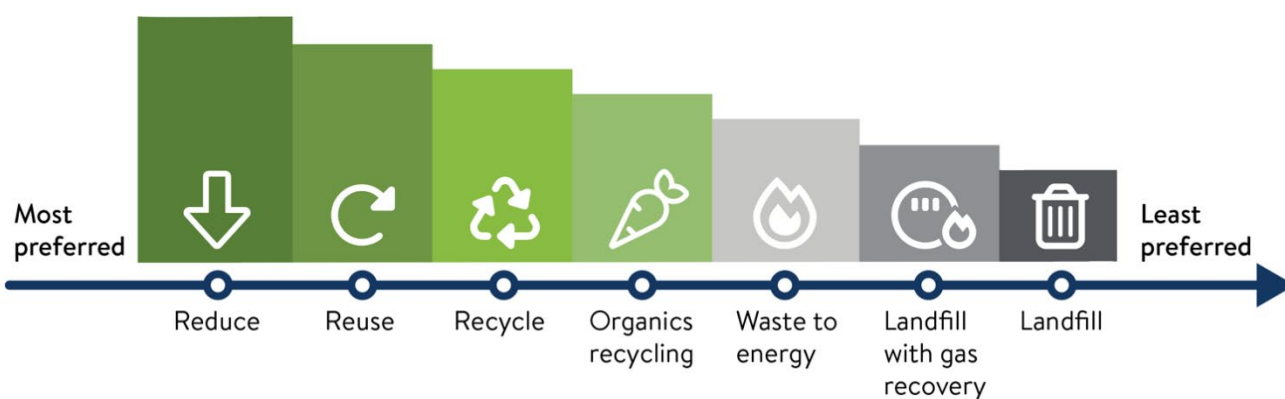 Most
preferred
Least
preferred
Reduce
Reuse
Recycle
Organics
recycling
Waste to
energy
Landfill
with gas
recovery
Landfill